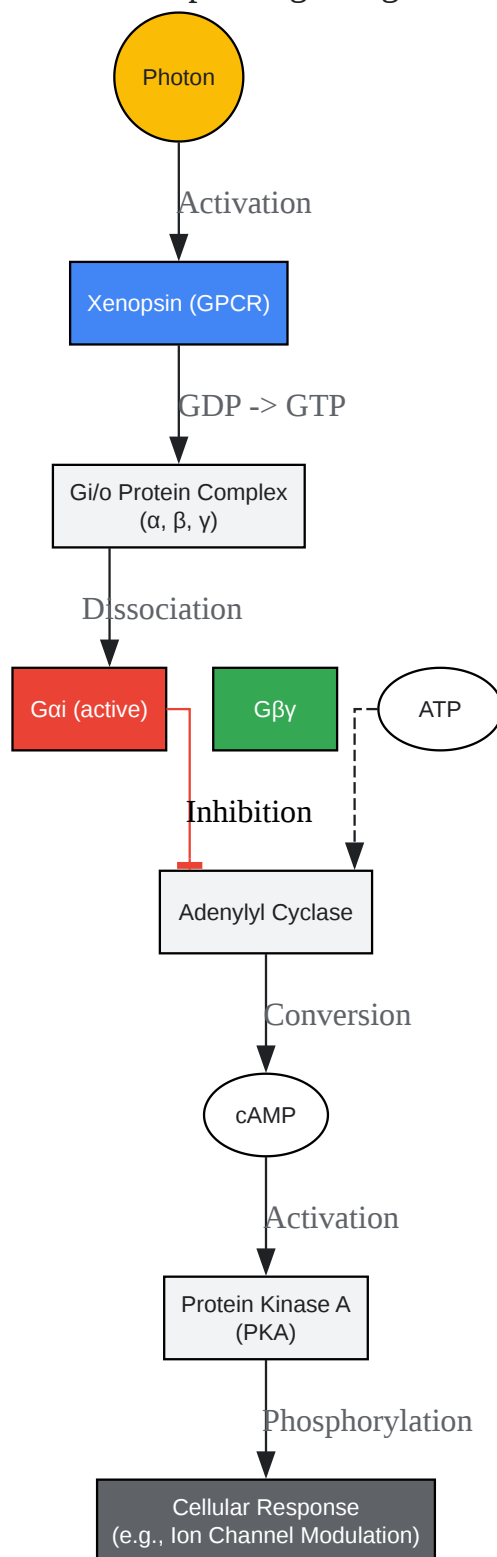 Photon
Activation
Xenopsin (GPCR)
GDP -> GTP
Gi/o Protein Complex
(α, β, γ)
Dissociation
Gαi (active)
Gβγ
ATP
Inhibition
Adenylyl Cyclase
Conversion
cAMP
Activation
Protein Kinase A
(PKA)
Phosphorylation
Cellular Response
(e.g., Ion Channel Modulation)